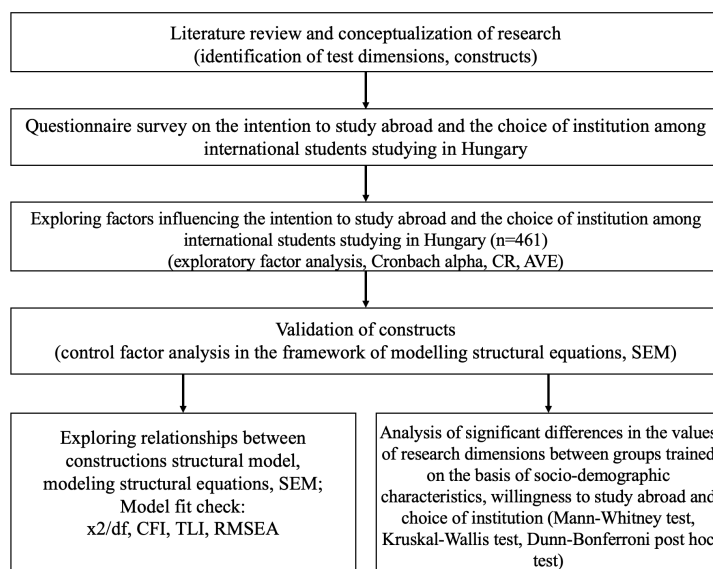 Literature review and conceptualization of research
(identification of test dimensions, constructs)
Questionnaire survey on the intention to study abroad and the choice of institution among
international students studying in Hungary
Exploring factors influencing the intention to study abroad and the choice of institution among
international students studying in Hungary (n=461)
(exploratory factor analysis, Cronbach alpha, CR, AVE)
Validation of constructs
(control factor analysis in the framework of modelling structural equations, SEM)
Exploring relationships between
constructions structural model,
modeling structural equations, SEM;
Model fit check:
x2/df, CFI, TLI, RMSEA
Analysis of significant differences in the values
of research dimensions between groups trained
on the basis of socio-demographic
characteristics, willingness to study abroad and
choice of institution (Mann-Whitney test,
Kruskal-Wallis test, Dunn-Bonferroni post hoc
test)